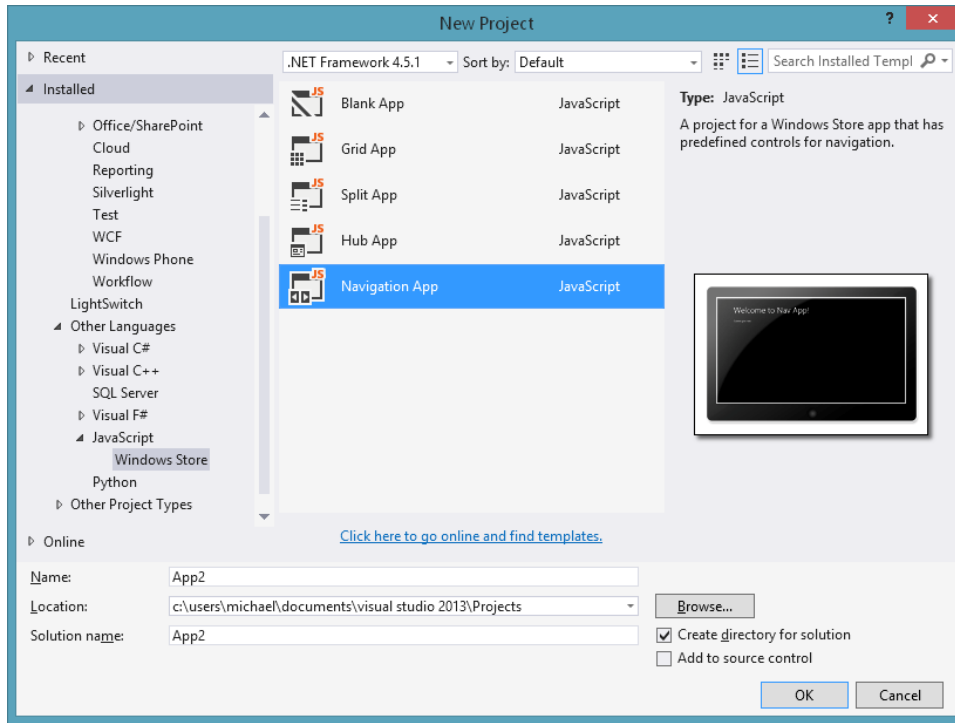 New Project
? ×
Recent
.NET Framework 4.5.1 Sort by: Default Search Installed Templ
Installed
Office/SharePoint
Cloud
Reporting
Silverlight
Test
WCF
Windows Phone
Workflow
LightSwitch
Other Languages
Visual C#
Visual C++
SQL Server
Visual F#
JavaScript
Windows Store
Python
Other Project Types
Online
JS Blank App JavaScript
JS Grid App JavaScript
JS Split App JavaScript
JS Hub App JavaScript
JS Navigation App JavaScript
Click here to go online and find templates.
Type: JavaScript
A project for a Windows Store app that has
predefined controls for navigation.
Welcome to Nav App!
Name: App2
Location: c:\users\michael\documents\visual studio 2013\Projects Browse...
Solution name: App2
Create directory for solution
Add to source control
OK Cancel